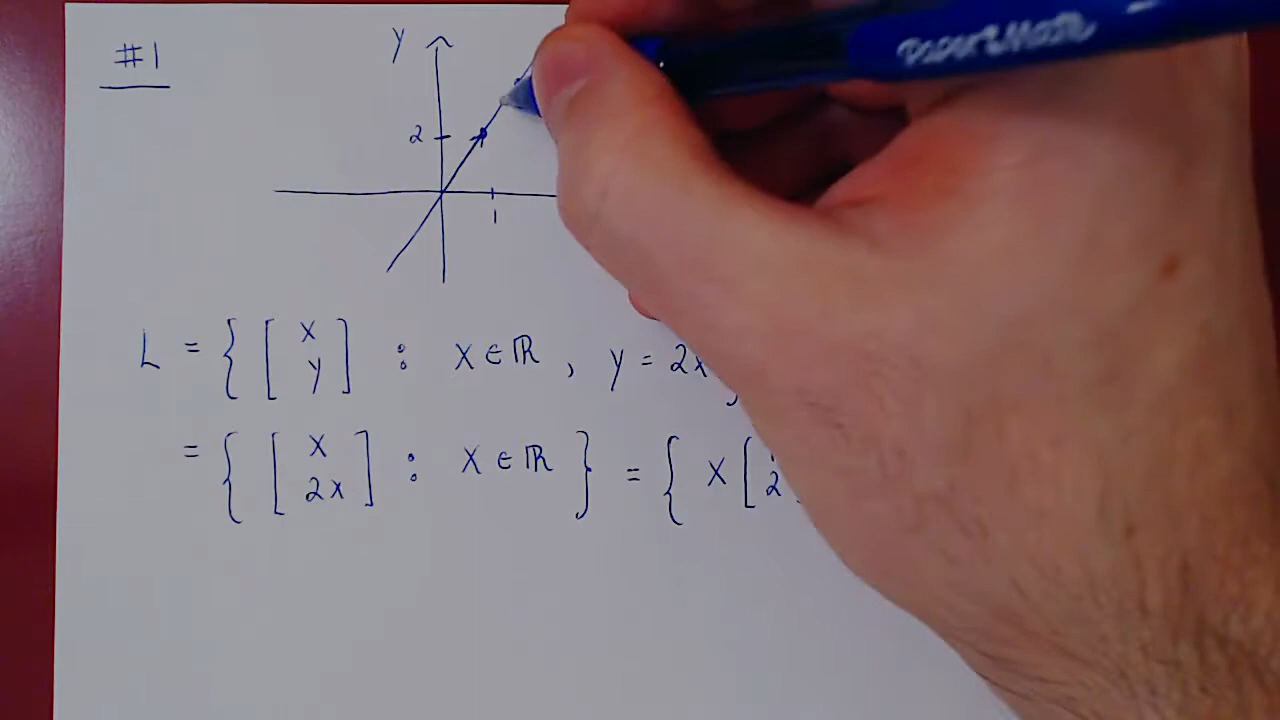 #1
y
2
1
L = { [ x y ] : x ∈ ℝ , y = 2x }
= { [ x 2x ] : x ∈ ℝ } = { x [ 2
PaperMate